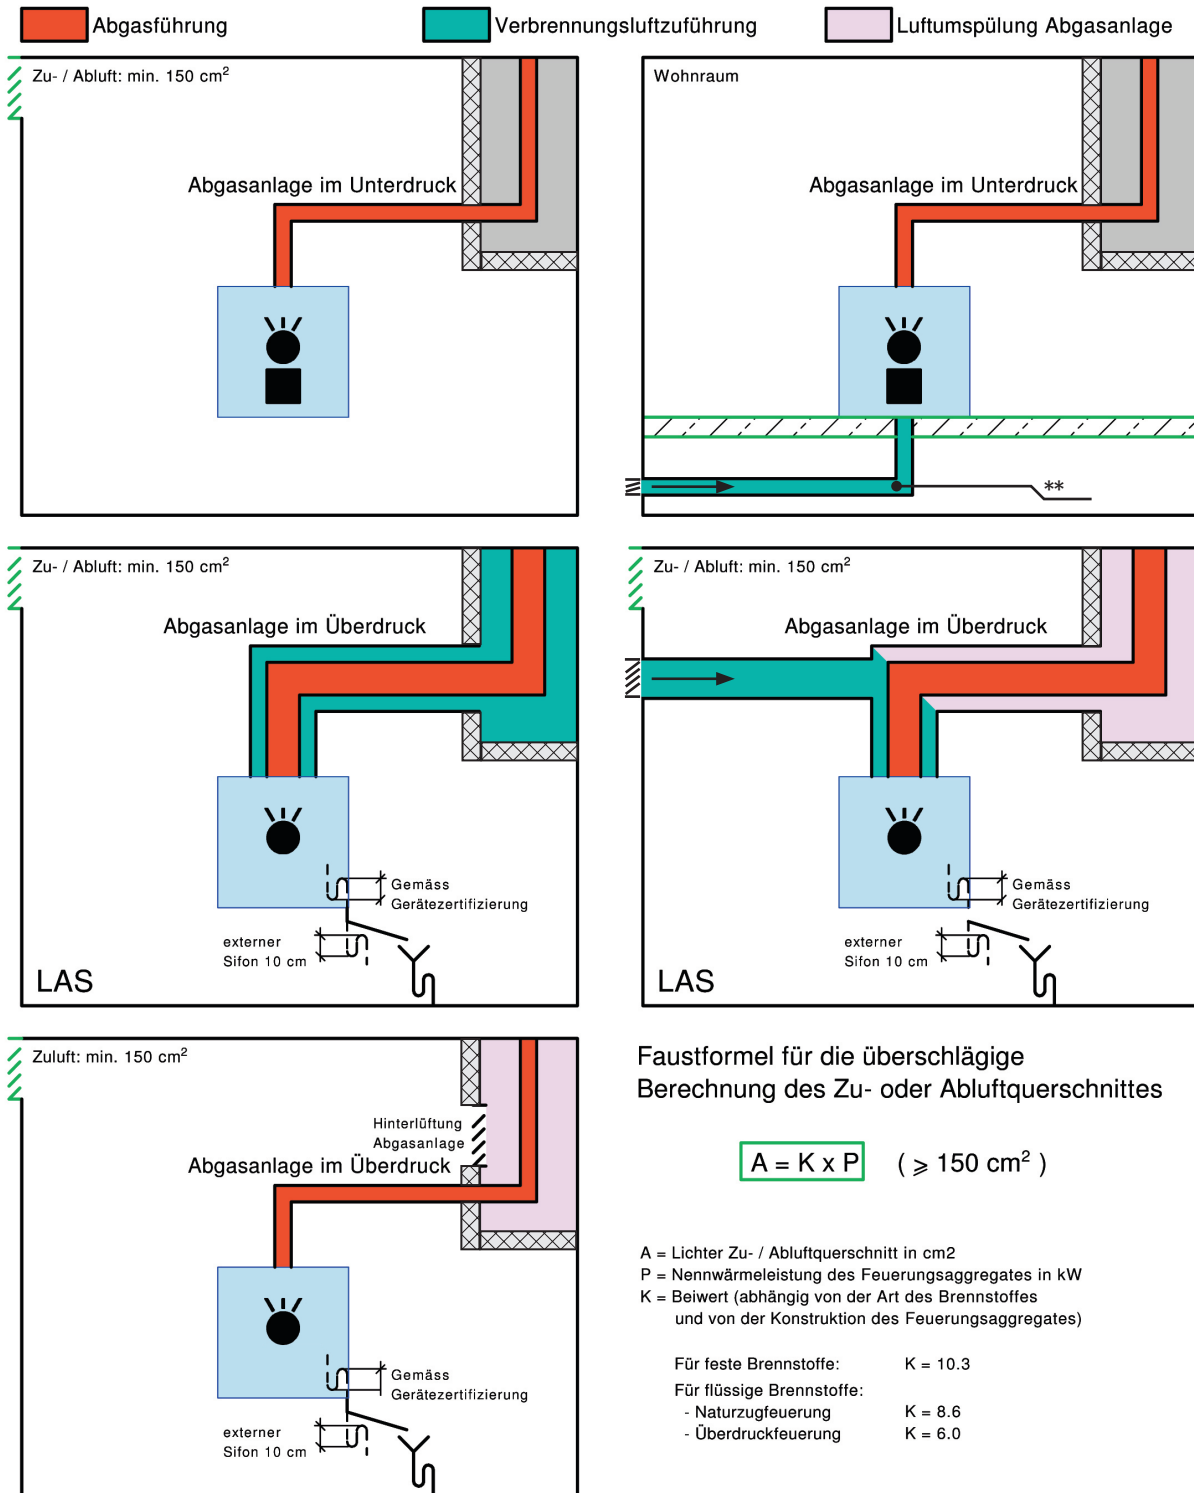 Abgasführung
Verbrennungsluftzuführung
Luftumspülung Abgasanlage
Zu- / Abluft: min. 150 cm²
Abgasanlage im Unterdruck
Wohnraum
Abgasanlage im Unterdruck
**
Zu- / Abluft: min. 150 cm²
Abgasanlage im Überdruck
Gemäss
Gerätezertifizierung
externer
Sifon 10 cm
LAS
Zu- / Abluft: min. 150 cm²
Abgasanlage im Überdruck
Gemäss
Gerätezertifizierung
externer
Sifon 10 cm
LAS
Zuluft: min. 150 cm²
Hinterlüftung
Abgasanlage
Abgasanlage im Überdruck
Gemäss
Gerätezertifizierung
externer
Sifon 10 cm
Faustformel für die überschlägige
Berechnung des Zu- oder Abluftquerschnittes
A = K x P ( ⩾ 150 cm² )
A = Lichter Zu- / Abluftquerschnitt in cm2
P = Nennwärmeleistung des Feuerungsaggregates in kW
K = Beiwert (abhängig von der Art des Brennstoffes
und von der Konstruktion des Feuerungsaggregates)
Für feste Brennstoffe: K = 10.3
Für flüssige Brennstoffe:
- Naturzugfeuerung K = 8.6
- Überdruckfeuerung K = 6.0